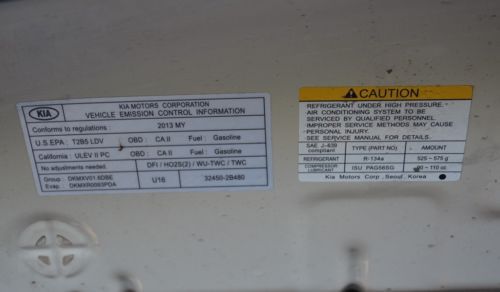 KIA
KIA MOTORS CORPORATION
VEHICLE EMISSION CONTROL INFORMATION
Conforms to regulations : 2013 MY
U.S.EPA : T2B5 LDV OBD : CA II Fuel : Gasoline
California : ULEV II PC OBD : CA II Fuel : Gasoline
No adjustments needed. DFI / HO2S(2) / WU-TWC / TWC
Group: DKMXV01.6DBE
Evap: DKMXR0083PDA
U16 32450-2B480
CAUTION
REFRIGERANT UNDER HIGH PRESSURE.
AIR CONDITIONING SYSTEM TO BE
SERVICED BY QUALIFIED PERSONNEL.
IMPROPER SERVICE METHODS MAY CAUSE
PERSONAL INJURY.
SEE SERVICE MANUAL FOR DETAILS.
SAE J-639 compliant TYPE (PART NO) AMOUNT
REFRIGERANT R-134a 525 ~ 575 g
COMPRESSOR LUBRICANT ISU PAG56SG 110 cc
Kia Motors Corp., Seoul, Korea